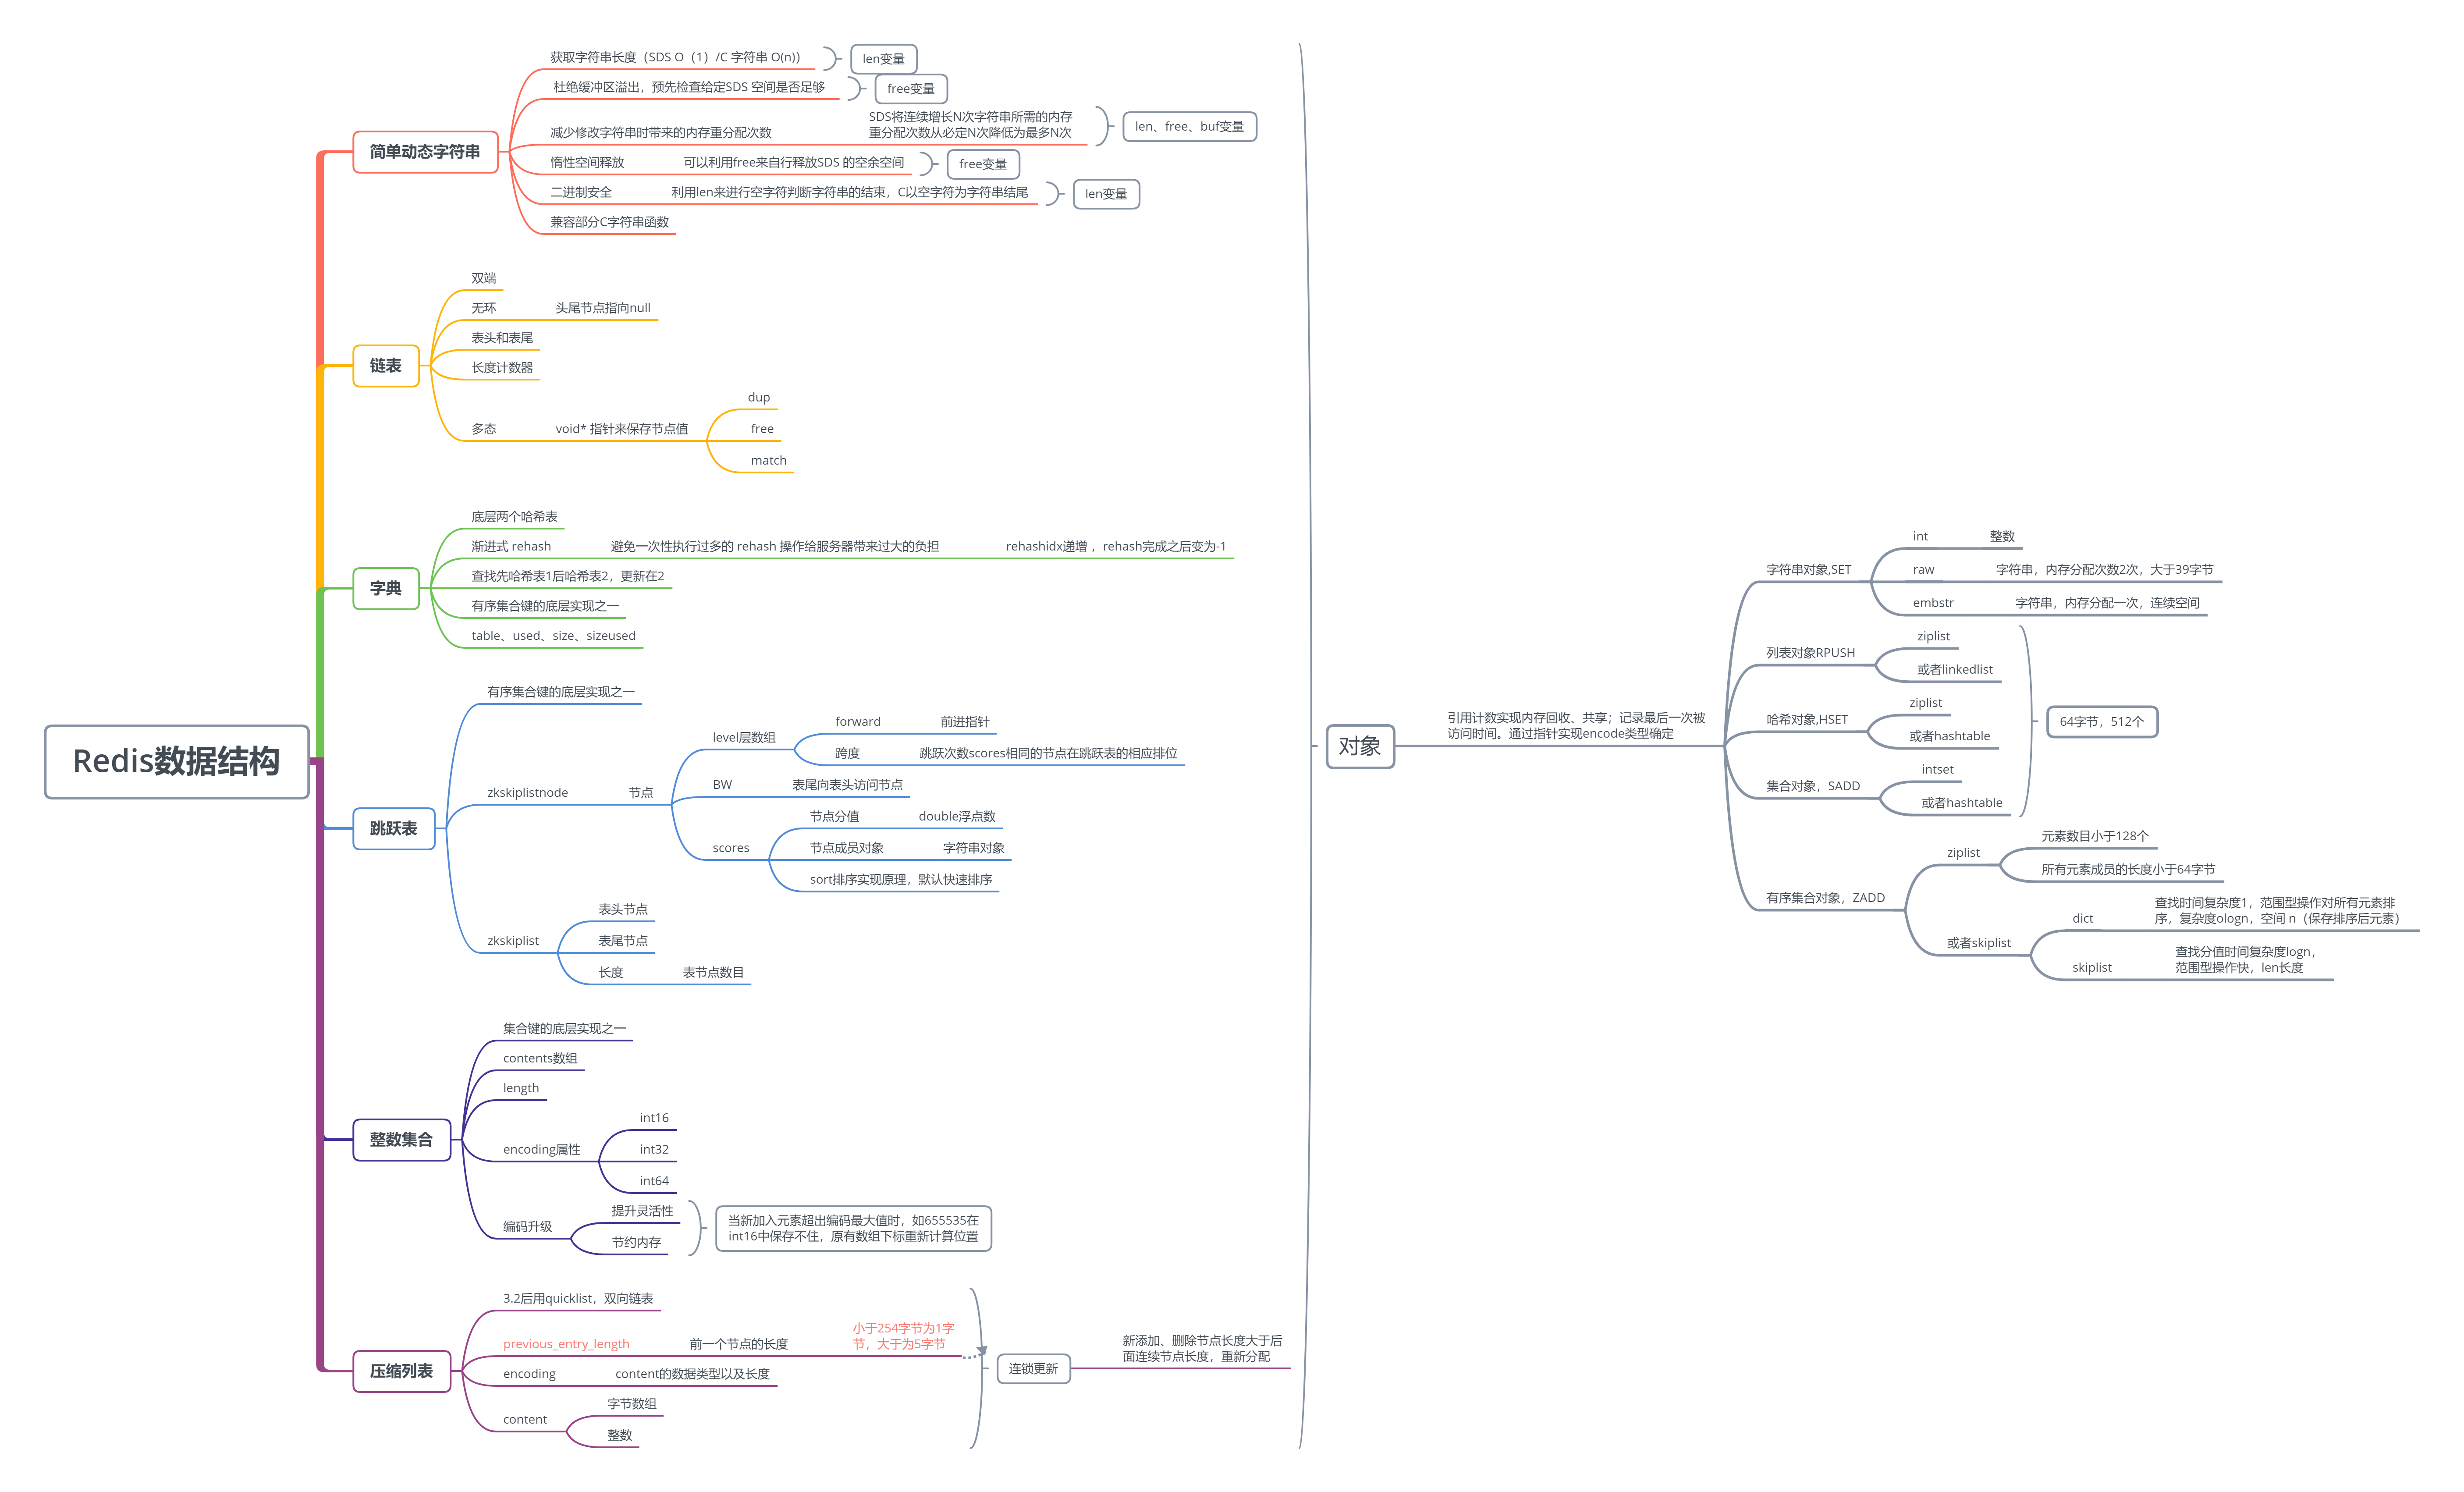 Redis数据结构
简单动态字符串
获取字符串长度（SDS O（1）/C 字符串 O(n)）
len变量
杜绝缓冲区溢出，预先检查给定SDS 空间是否足够
free变量
减少修改字符串时带来的内存重分配次数
SDS将连续增长N次字符串所需的内存
重分配次数从必定N次降低为最多N次
len、free、buf变量
惰性空间释放
可以利用free来自行释放SDS 的空余空间
free变量
二进制安全
利用len来进行空字符判断字符串的结束，C以空字符为字符串结尾
len变量
兼容部分C字符串函数
链表
双端
无环
头尾节点指向null
表头和表尾
长度计数器
多态
void* 指针来保存节点值
dup
free
match
字典
底层两个哈希表
渐进式 rehash
避免一次性执行过多的 rehash 操作给服务器带来过大的负担
rehashidx递增 ，rehash完成之后变为-1
查找先哈希表1后哈希表2，更新在2
有序集合键的底层实现之一
table、used、size、sizeused
跳跃表
有序集合键的底层实现之一
zkskiplistnode
节点
level层数组
forward
前进指针
跨度
跳跃次数scores相同的节点在跳跃表的相应排位
BW
表尾向表头访问节点
scores
节点分值
double浮点数
节点成员对象
字符串对象
sort排序实现原理，默认快速排序
zkskiplist
表头节点
表尾节点
长度
表节点数目
整数集合
集合键的底层实现之一
contents数组
length
encoding属性
int16
int32
int64
编码升级
提升灵活性
节约内存
当新加入元素超出编码最大值时，如655535在
int16中保存不住，原有数组下标重新计算位置
压缩列表
3.2后用quicklist，双向链表
previous_entry_length
前一个节点的长度
小于254字节为1字
节，大于为5字节
encoding
content的数据类型以及长度
content
字节数组
整数
连锁更新
新添加、删除节点长度大于后
面连续节点长度，重新分配
对象
引用计数实现内存回收、共享；记录最后一次被
访问时间。通过指针实现encode类型确定
字符串对象,SET
int
整数
raw
字符串，内存分配次数2次，大于39字节
embstr
字符串，内存分配一次，连续空间
列表对象RPUSH
ziplist
或者linkedlist
哈希对象,HSET
ziplist
或者hashtable
集合对象，SADD
intset
或者hashtable
64字节，512个
有序集合对象，ZADD
ziplist
元素数目小于128个
所有元素成员的长度小于64字节
或者skiplist
dict
查找时间复杂度1，范围型操作对所有元素排
序，复杂度ologn，空间 n（保存排序后元素）
skiplist
查找分值时间复杂度logn，
范围型操作快，len长度